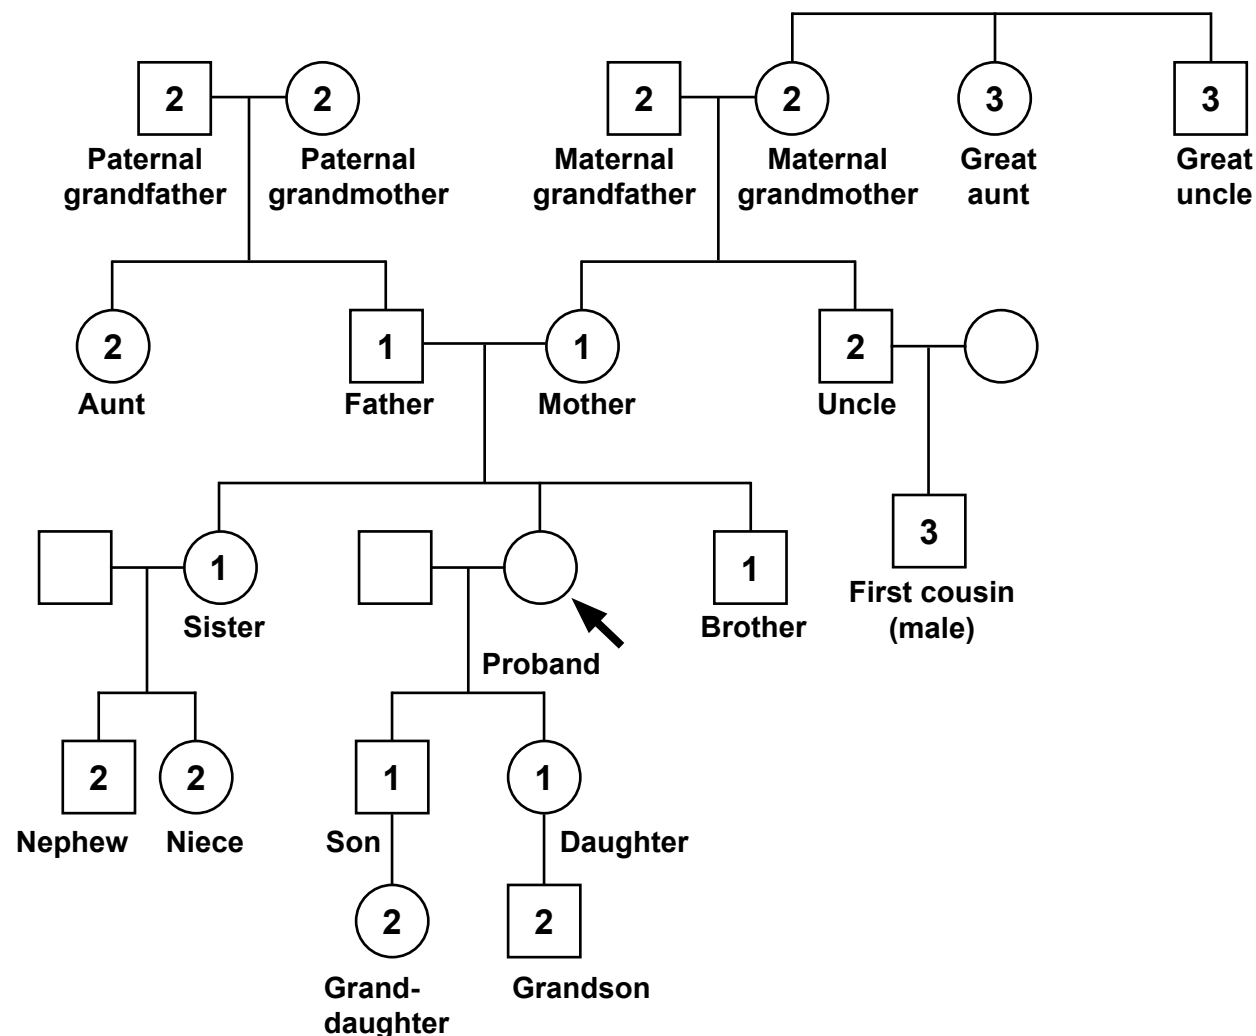 2 2 2 2 3 3
Paternal grandfather
Paternal grandmother
Maternal grandfather
Maternal grandmother
Great aunt
Great uncle
2 1 1 2
Aunt
Father
Mother
Uncle
1 1 3
Sister
Proband
Brother
First cousin
(male)
2 2 1 1
Nephew
Niece
Son
Daughter
2 2
Grand-
daughter
Grandson